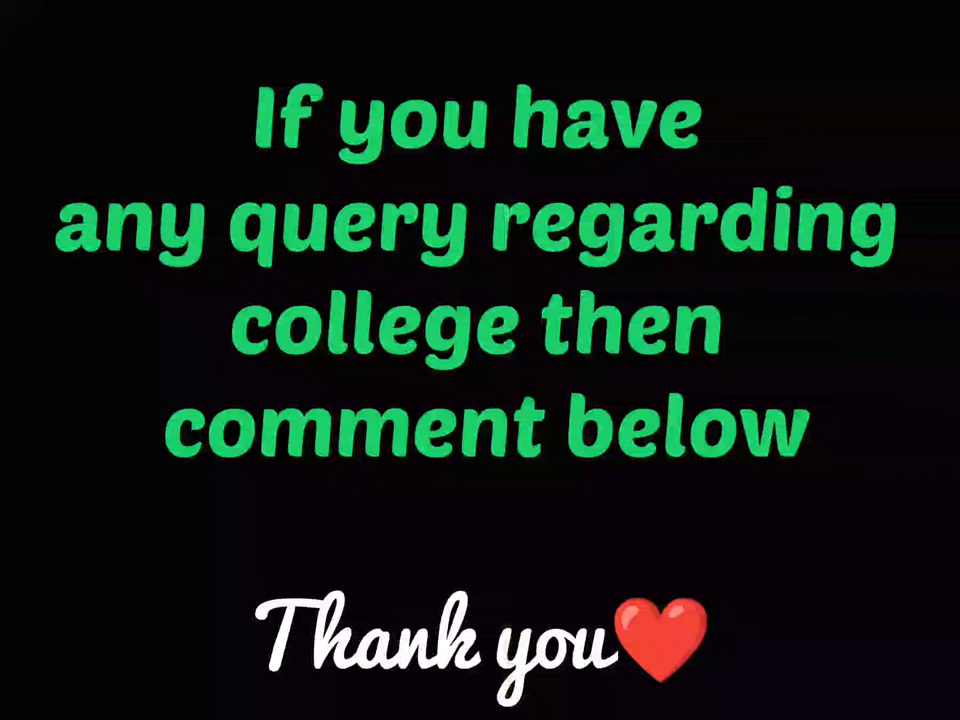 If you have
any query regarding
college then
comment below
Thank you❤️